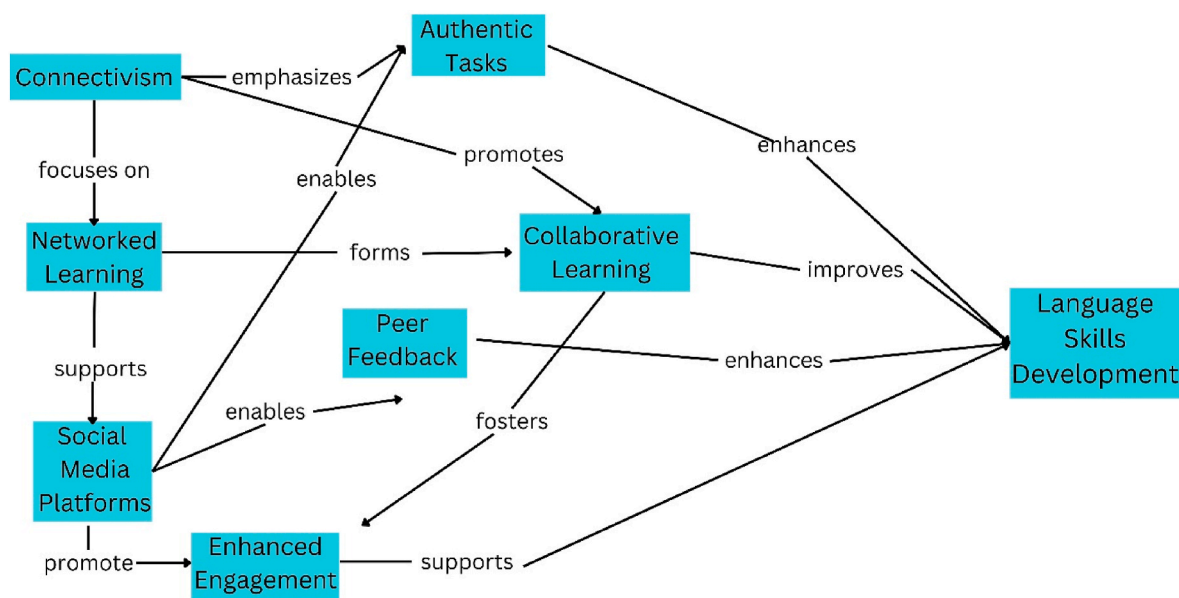 Authentic
Tasks
Connectivism
emphasizes
enhances
promotes
focuses on
enables
Networked
Learning
forms
Collaborative
Learning
improves
Language
Skills
Development
Peer
Feedback
enhances
supports
enables
fosters
Social
Media
Platforms
promote
Enhanced
Engagement
supports